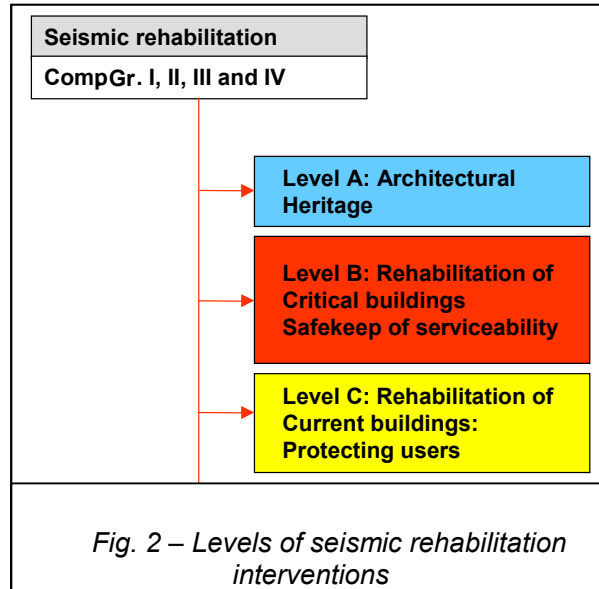 Seismic rehabilitation
CompGr. I, II, III and IV
Level A: Architectural
Heritage
Level B: Rehabilitation of
Critical buildings
Safekeep of serviceability
Level C: Rehabilitation of
Current buildings:
Protecting users
Fig. 2 – Levels of seismic rehabilitation
interventions